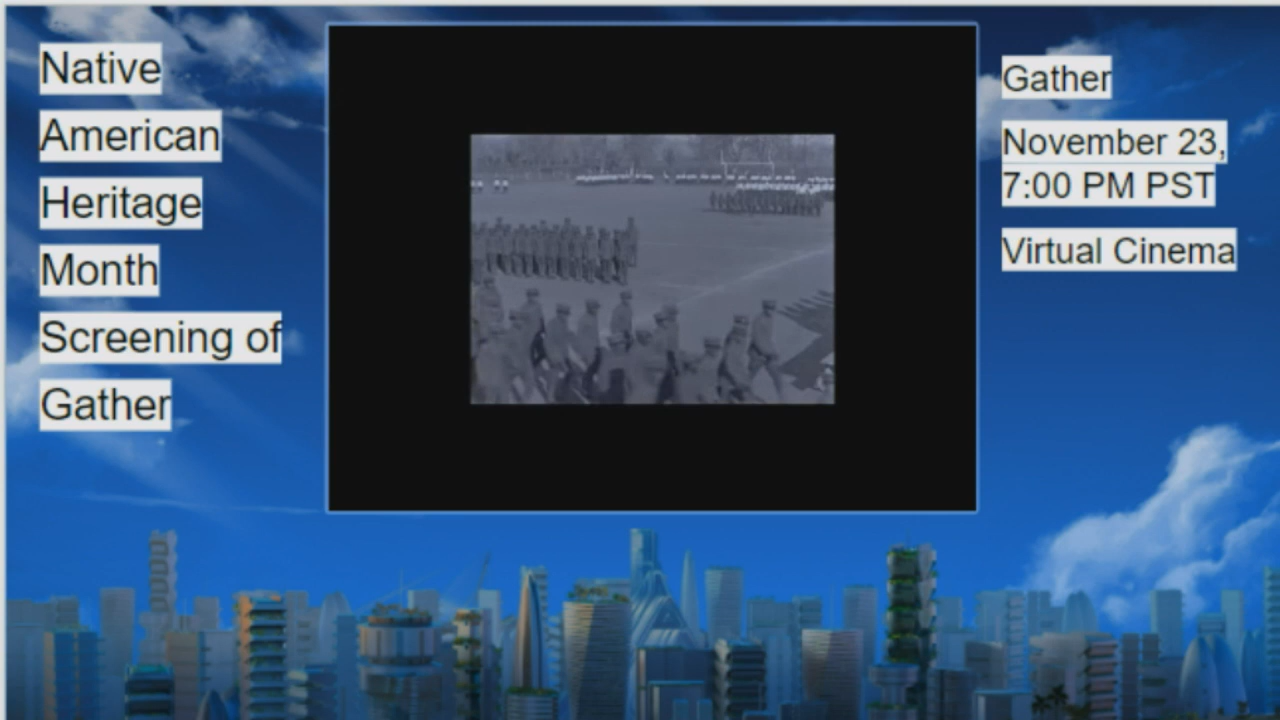 Native
American
Heritage
Month
Screening of
Gather
Gather
November 23,
7:00 PM PST
Virtual Cinema